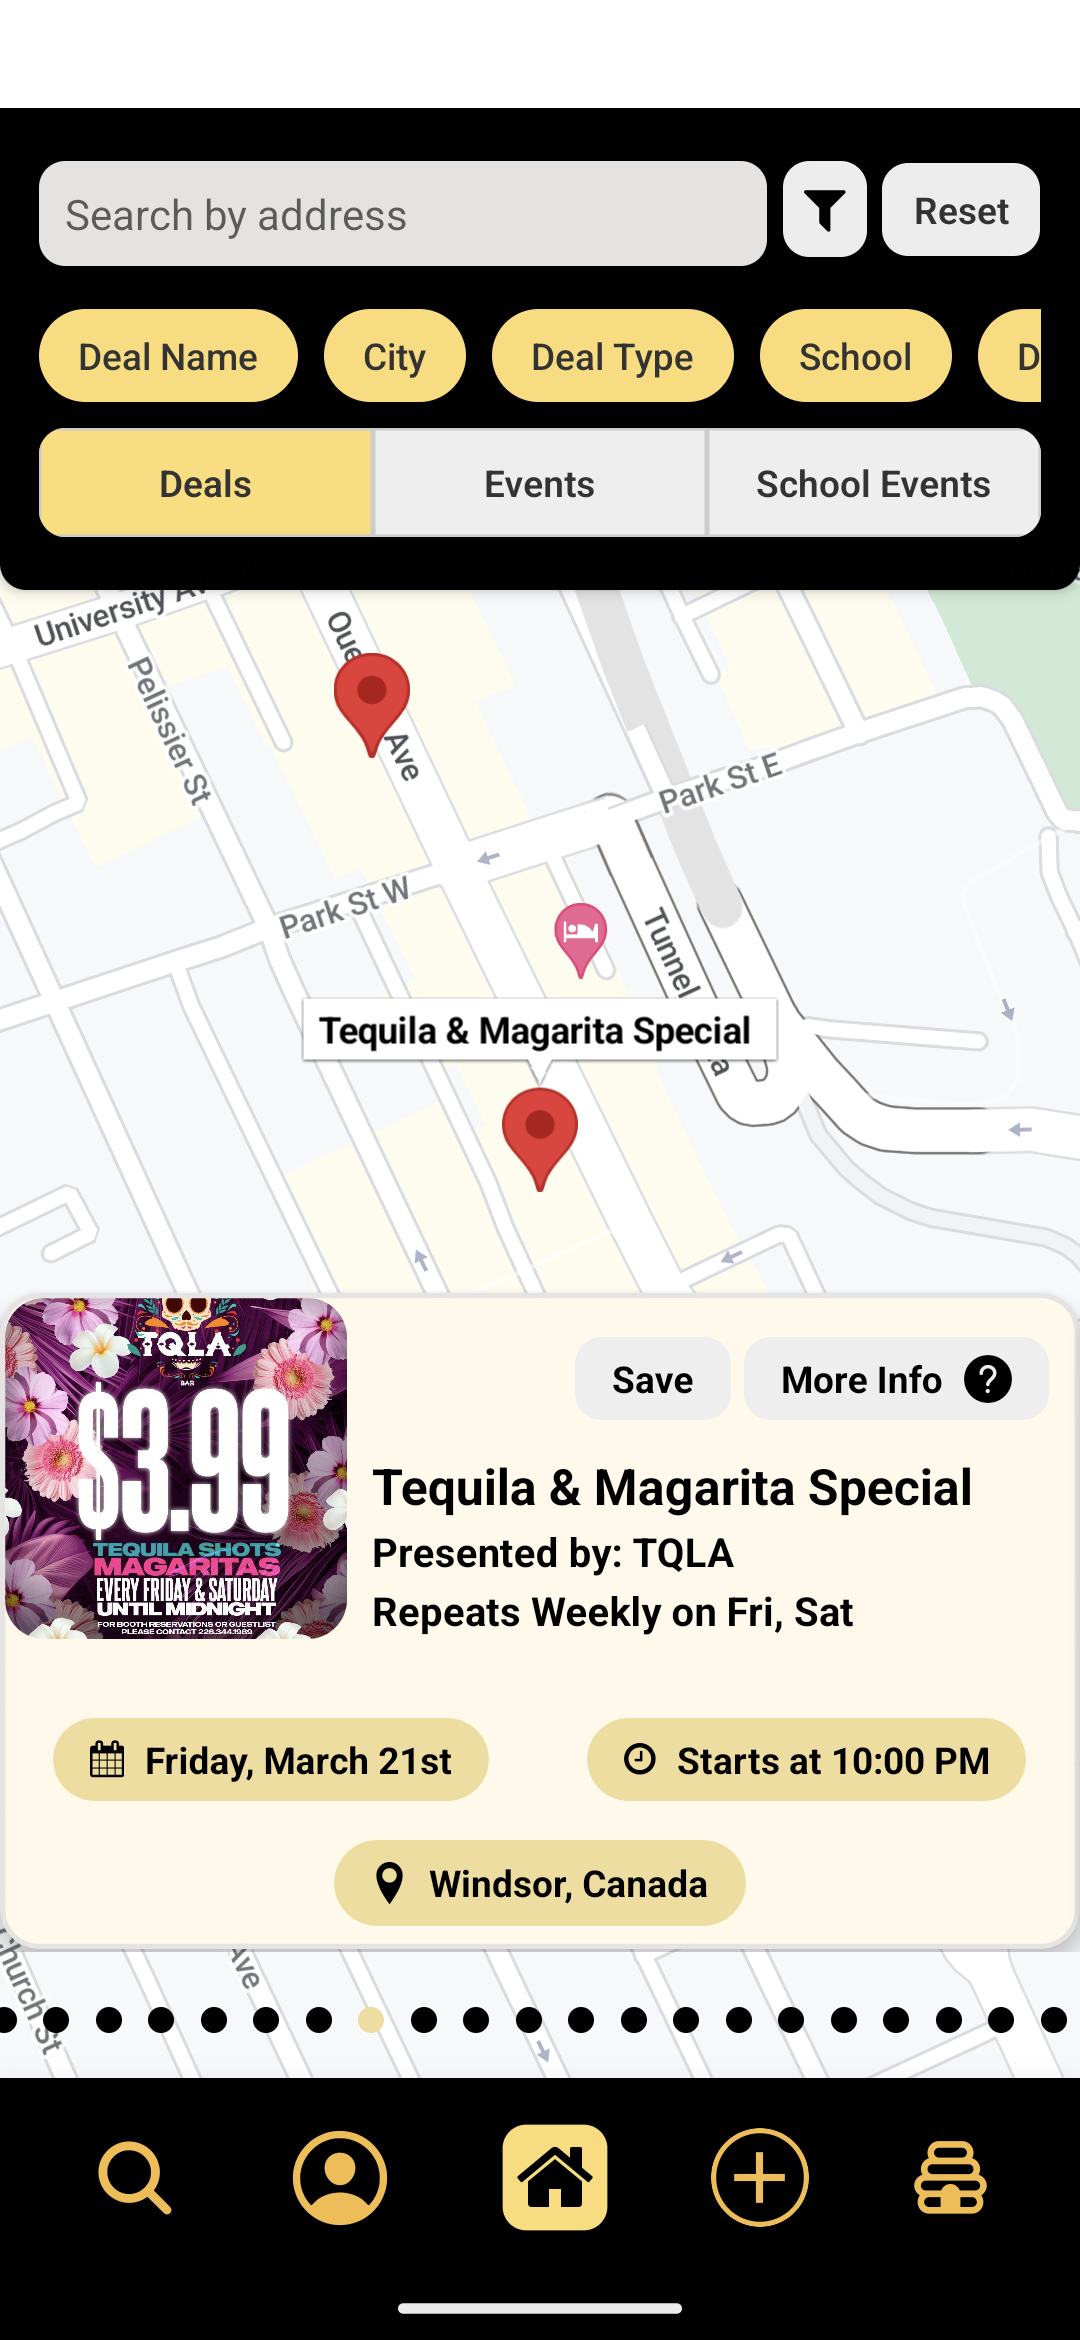 Search by address
Reset
Deal Name
City
Deal Type
School
D
Deals
Events
School Events
University Av
Pelissier St
Oue
Ave
Park St E
Park St W
Tunnel
a
Tequila & Magarita Special
TQLA
BAR
$3.99
TEQUILA SHOTS
MAGARITAS
EVERY FRIDAY & SATURDAY
UNTIL MIDNIGHT
FOR BOOTH RESERVATIONS OR GUESTLIST
PLEASE CONTACT 226.344.1989
Save
More Info ?
Tequila & Magarita Special
Presented by: TQLA
Repeats Weekly on Fri, Sat
Friday, March 21st
Starts at 10:00 PM
Windsor, Canada
Church St
Ave